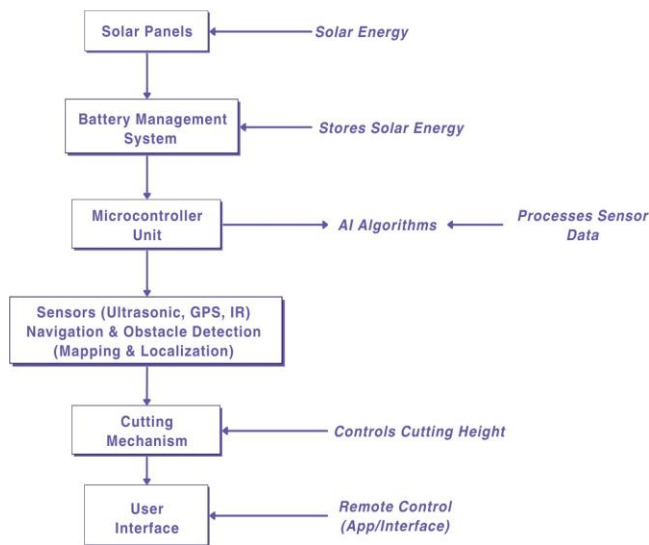 Solar Panels
Solar Energy
Battery Management
System
Stores Solar Energy
Microcontroller
Unit
AI Algorithms
Processes Sensor
Data
Sensors (Ultrasonic, GPS, IR)
Navigation & Obstacle Detection
(Mapping & Localization)
Cutting
Mechanism
Controls Cutting Height
User
Interface
Remote Control
(App/Interface)